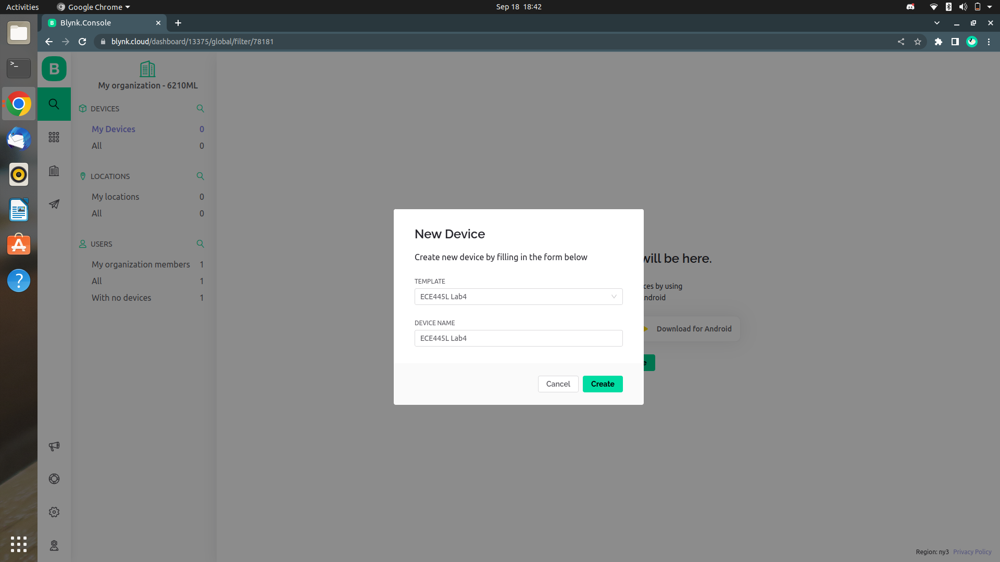 Activities
Google Chrome
Sep 18 18:42
B
Blynk.Console
blynk.cloud/dashboard/13375/global/filter/78181
>_
B
My organization - 6210ML
DEVICES
My Devices 0
All 0
LOCATIONS
My locations 0
All 0
USERS
My organization members 1
All 1
With no devices 1
New Device
Create new device by filling in the form below
TEMPLATE
ECE445L Lab4
DEVICE NAME
ECE445L Lab4
Cancel
Create
will be here.
ces by using
ndroid
Download for Android
e
A
?
Region: ny3 Privacy Policy